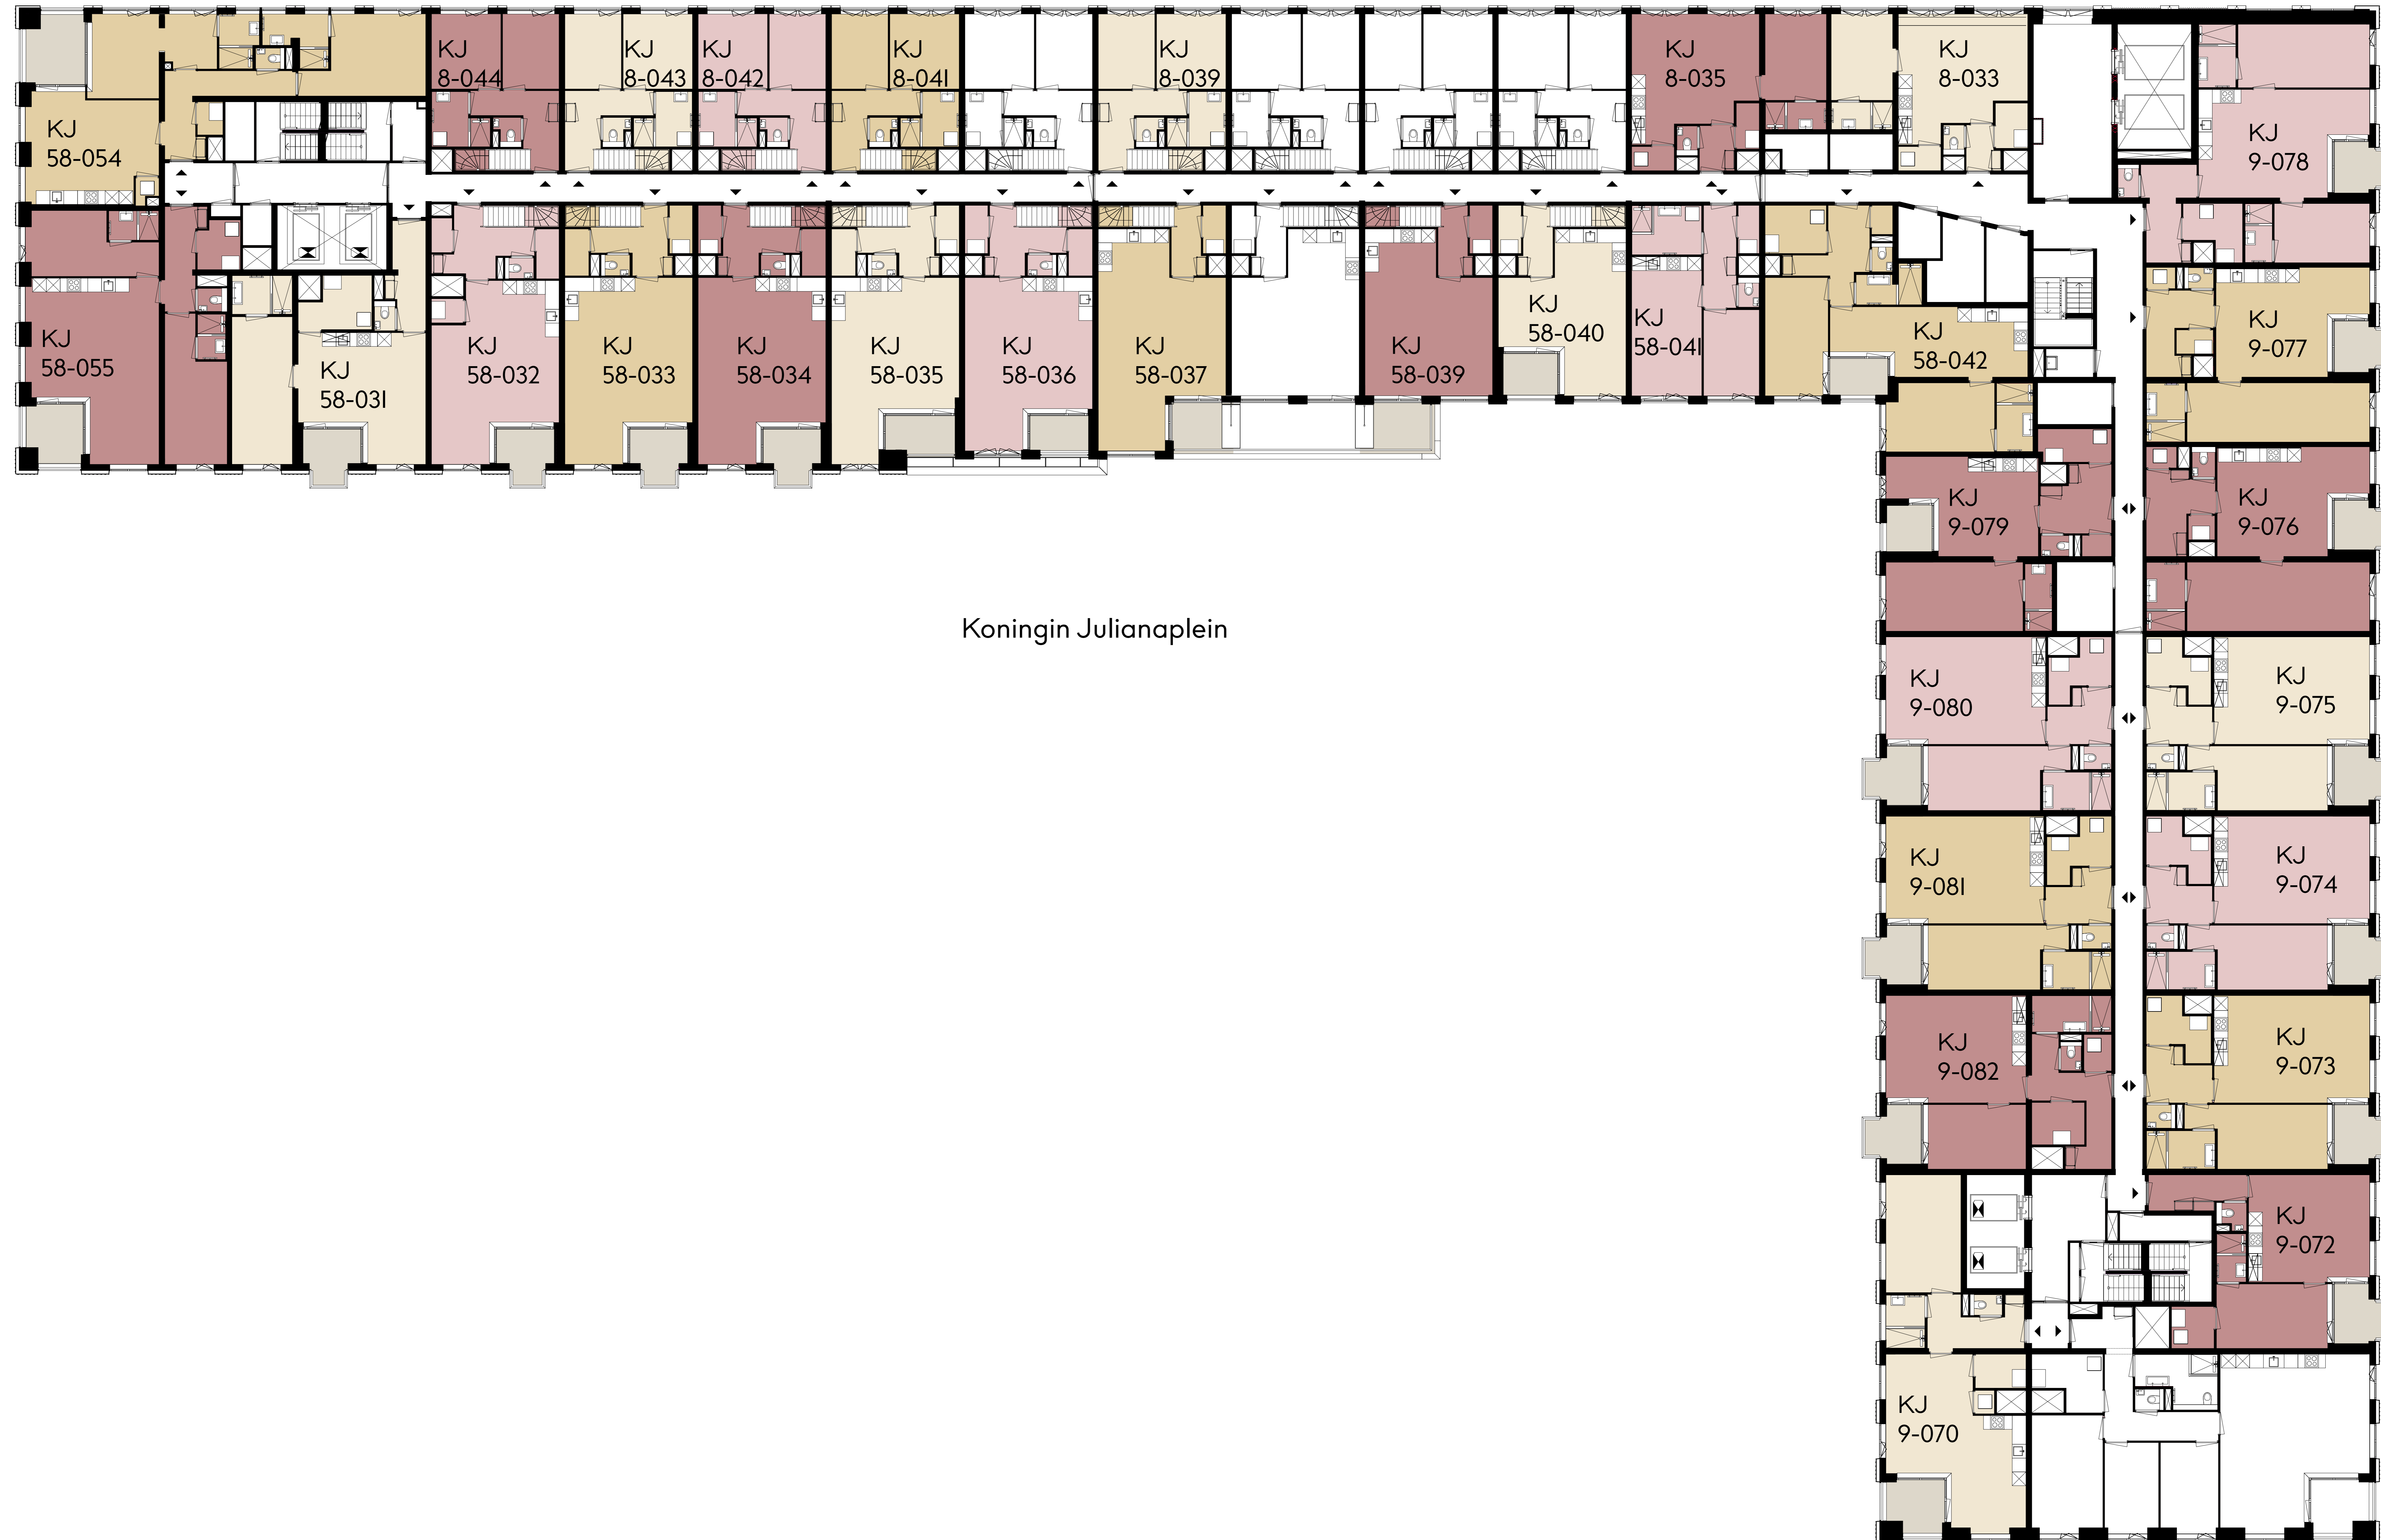 KJ
8-044
KJ
8-043
KJ
8-042
KJ
8-041
KJ
8-039
KJ
8-035
KJ
8-033
KJ
58-054
KJ
9-078
KJ
58-055
KJ
58-031
KJ
58-032
KJ
58-033
KJ
58-034
KJ
58-035
KJ
58-036
KJ
58-037
KJ
58-039
KJ
58-040
KJ
58-041
KJ
58-042
KJ
9-077
KJ
9-079
KJ
9-076
Koningin Julianaplein
KJ
9-080
KJ
9-075
KJ
9-081
KJ
9-074
KJ
9-082
KJ
9-073
KJ
9-072
KJ
9-070